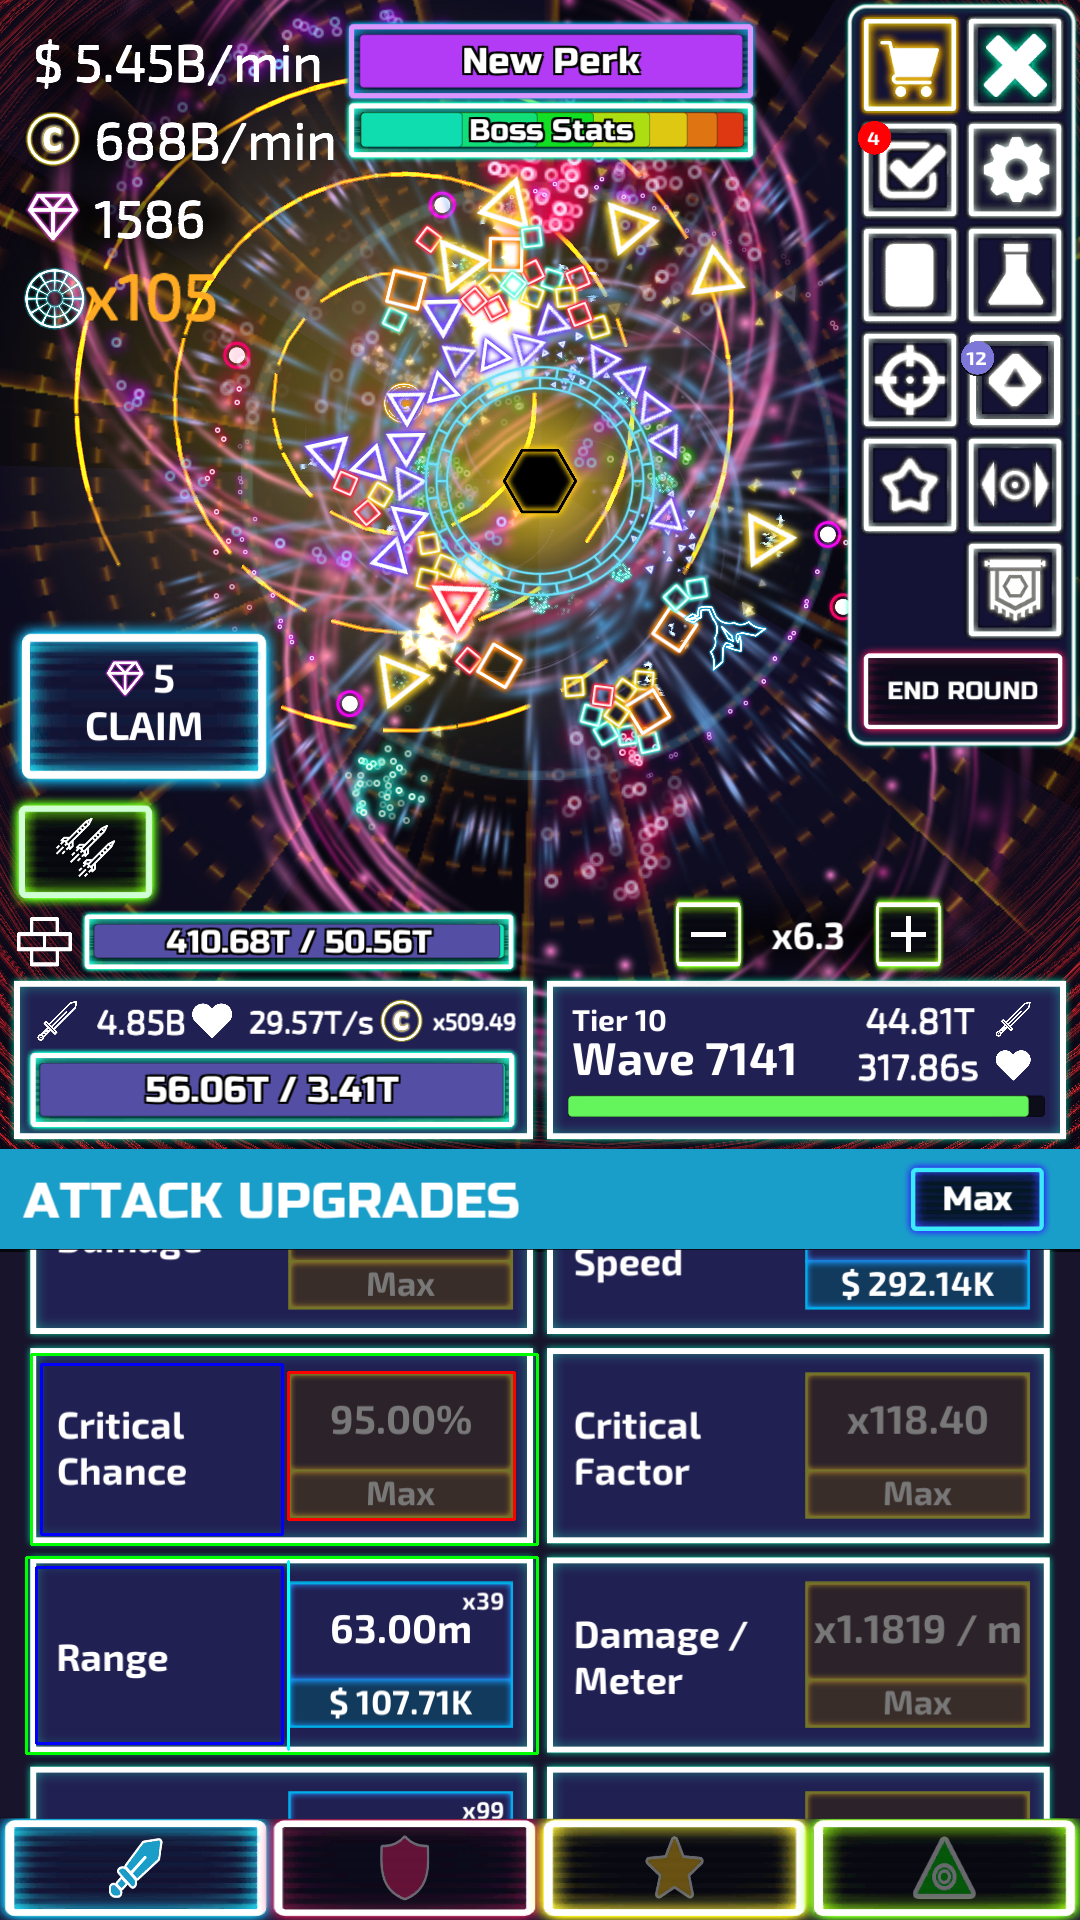 $ 5.45B/min
New Perk
C 688B/min
Boss Stats
1586
x105
4
12
END ROUND
5
CLAIM
410.68T / 50.56T
x6.3
4.85B 29.57T/s C x509.49
56.06T / 3.41T
Tier 10 44.81T
Wave 7141 317.86s
ATTACK UPGRADES Max
Damage
Max
Speed
$ 292.14K
Critical
Chance
95.00%
Max
Critical
Factor
x118.40
Max
Range
x39
63.00m
$ 107.71K
Damage /
Meter
x1.1819 / m
Max
x99